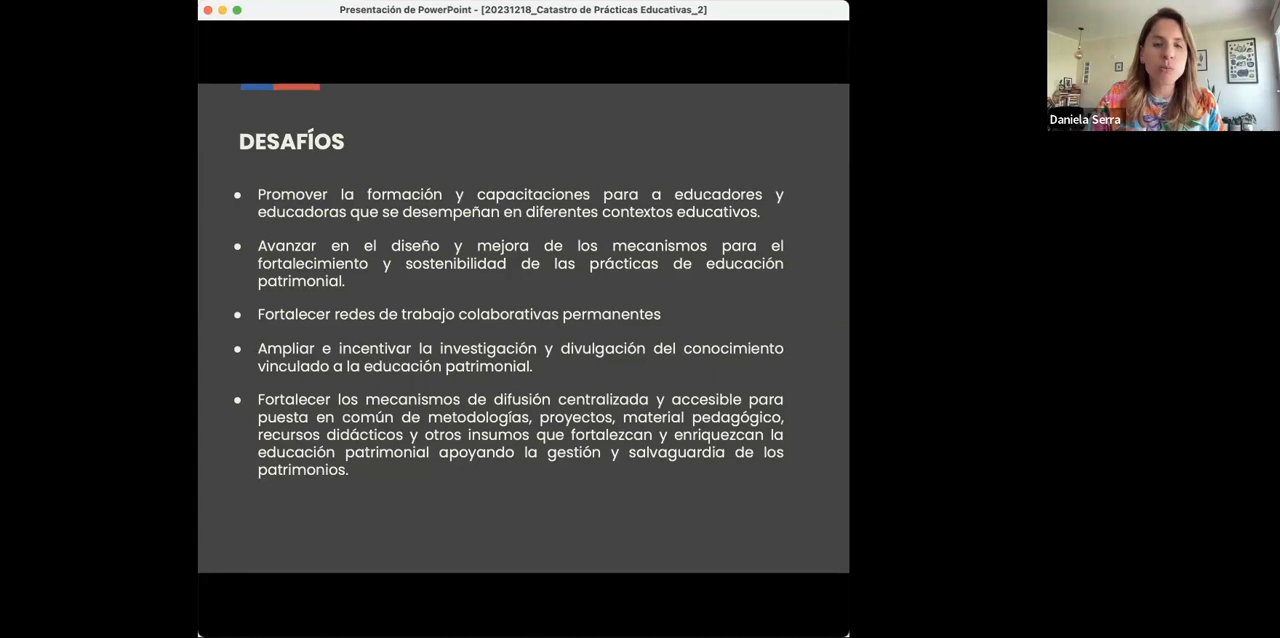 Presentación de PowerPoint - [20231218_Catastro de Prácticas Educativas_2]
Daniela Serra
DESAFÍOS
● Promover la formación y capacitaciones para a educadores y
educadoras que se desempeñan en diferentes contextos educativos.
● Avanzar en el diseño y mejora de los mecanismos para el
fortalecimiento y sostenibilidad de las prácticas de educación
patrimonial.
● Fortalecer redes de trabajo colaborativas permanentes
● Ampliar e incentivar la investigación y divulgación del conocimiento
vinculado a la educación patrimonial.
● Fortalecer los mecanismos de difusión centralizada y accesible para
puesta en común de metodologías, proyectos, material pedagógico,
recursos didácticos y otros insumos que fortalezcan y enriquezcan la
educación patrimonial apoyando la gestión y salvaguardia de los
patrimonios.